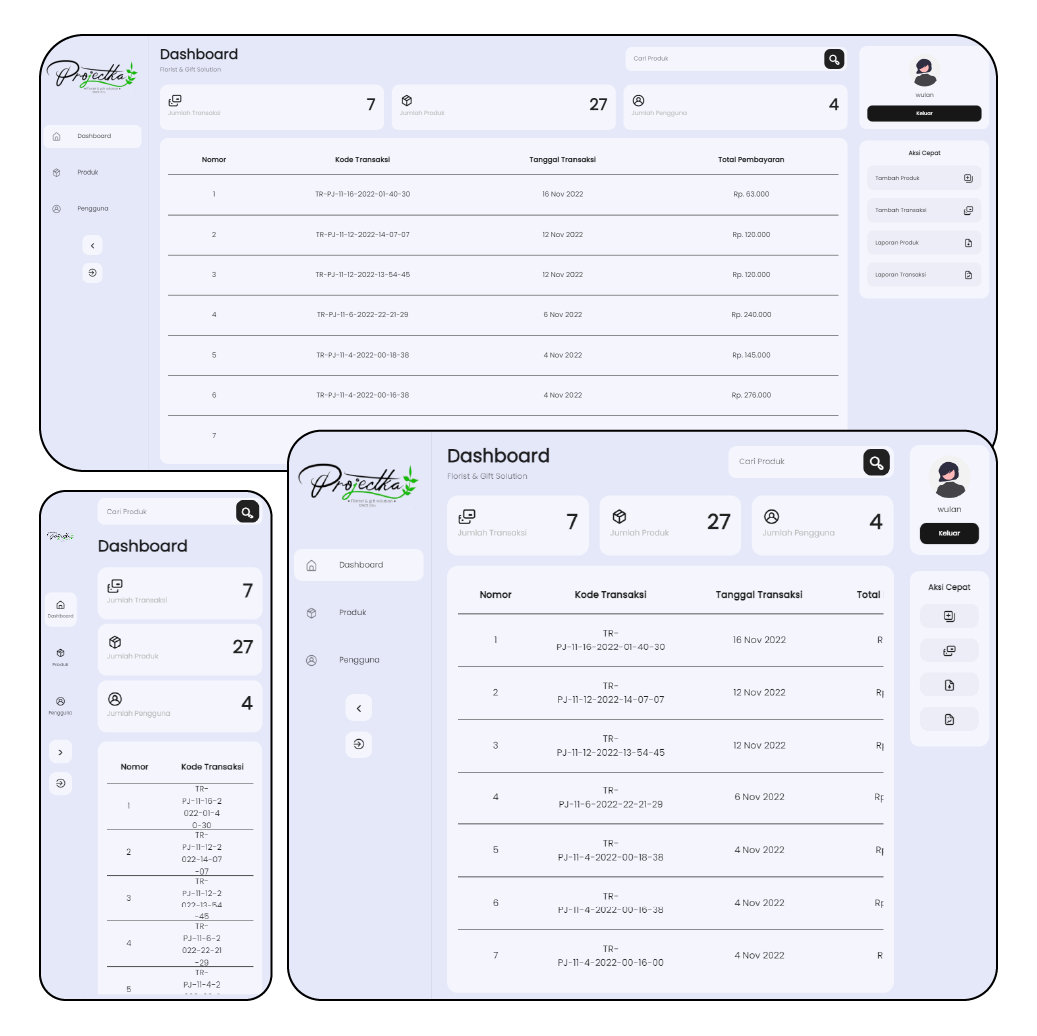 Projectka
Dashboard
Florist & Gift Solution
Cari Produk
wulan
Keluar
7
Jumlah Transaksi
27
Jumlah Produk
4
Jumlah Pengguna
Dashboard
Produk
Pengguna
Nomor Kode Transaksi Tanggal Transaksi Total Pembayaran
1 TR-PJ-11-16-2022-01-40-30 16 Nov 2022 Rp. 63.000
2 TR-PJ-11-12-2022-14-07-07 12 Nov 2022 Rp. 120.000
3 TR-PJ-11-12-2022-13-54-45 12 Nov 2022 Rp. 120.000
4 TR-PJ-11-6-2022-22-21-29 6 Nov 2022 Rp. 240.000
5 TR-PJ-11-4-2022-00-18-38 4 Nov 2022 Rp. 145.000
6 TR-PJ-11-4-2022-00-16-38 4 Nov 2022 Rp. 276.000
7
Aksi Cepat
Tambah Produk
Tambah Transaksi
Laporan Produk
Laporan Transaksi
Cari Produk
Dashboard
7
Jumlah Transaksi
27
Jumlah Produk
4
Jumlah Pengguna
Dashboard
Produk
Pengguna
Nomor Kode Transaksi
TR-
1 PJ-11-16-2
022-01-4
0-30
TR-
2 PJ-11-12-2
022-14-07
-07
TR-
3 PJ-11-12-2
022-13-54
-45
TR-
4 PJ-11-6-2
022-22-21
-29
TR-
5 PJ-11-4-2
Projectka
Florist & gift solution
Dashboard
Florist & Gift Solution
Cari Produk
wulan
Keluar
7
Jumlah Transaksi
27
Jumlah Produk
4
Jumlah Pengguna
Dashboard
Produk
Pengguna
Nomor Kode Transaksi Tanggal Transaksi Total
TR-
1 PJ-11-16-2022-01-40-30 16 Nov 2022 R
TR-
2 PJ-11-12-2022-14-07-07 12 Nov 2022 Rp
TR-
3 PJ-11-12-2022-13-54-45 12 Nov 2022 Rp
TR-
4 PJ-11-6-2022-22-21-29 6 Nov 2022 Rp
TR-
5 PJ-11-4-2022-00-18-38 4 Nov 2022 Rp
TR-
6 PJ-11-4-2022-00-16-38 4 Nov 2022 Rp
TR-
7 PJ-11-4-2022-00-16-00 4 Nov 2022 R
Aksi Cepat